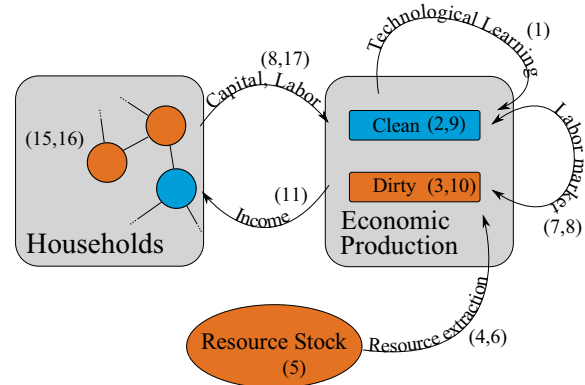 Technological Learning
(1)
(8,17)
Capital, Labor
(15,16)
Clean (2,9)
Labor market
(7,8)
Dirty (3,10)
(11)
Income
Households
Economic
Production
Resource Stock
(5)
Resource extraction
(4,6)